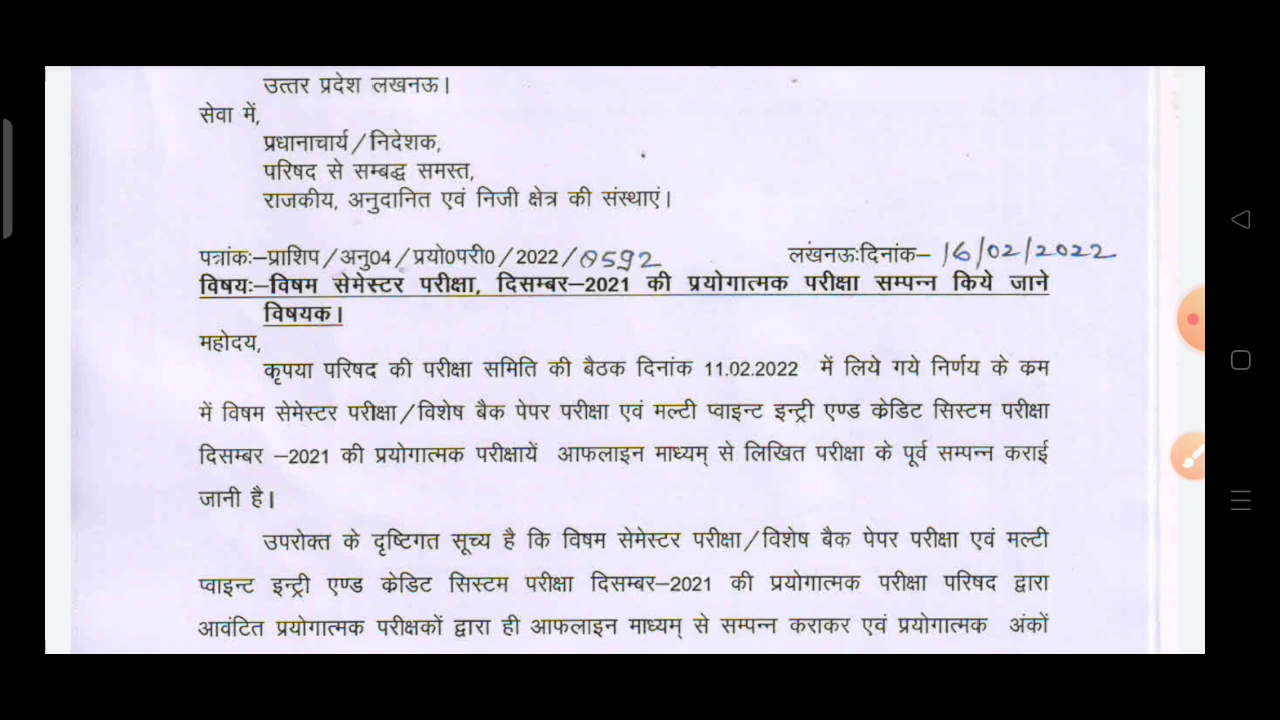 उत्तर प्रदेश लखनऊ।
सेवा में,
प्रधानाचार्य/निदेशक,
परिषद से सम्बद्ध समस्त,
राजकीय, अनुदानित एवं निजी क्षेत्र की संस्थाएं।
पत्रांकः–प्राशिप/अनु04/प्रयो0परी0/2022/0592 लखनऊःदिनांक– 16/02/2022
विषयः–विषम सेमेस्टर परीक्षा, दिसम्बर–2021 की प्रयोगात्मक परीक्षा सम्पन्न किये जाने
विषयक।
महोदय,
कृपया परिषद की परीक्षा समिति की बैठक दिनांक 11.02.2022 में लिये गये निर्णय के क्रम
में विषम सेमेस्टर परीक्षा/विशेष बैक पेपर परीक्षा एवं मल्टी प्वाइन्ट इन्ट्री एण्ड क्रेडिट सिस्टम परीक्षा
दिसम्बर –2021 की प्रयोगात्मक परीक्षायें आफलाइन माध्यम् से लिखित परीक्षा के पूर्व सम्पन्न कराई
जानी है।
उपरोक्त के दृष्टिगत सूच्य है कि विषम सेमेस्टर परीक्षा/विशेष बैक पेपर परीक्षा एवं मल्टी
प्वाइन्ट इन्ट्री एण्ड क्रेडिट सिस्टम परीक्षा दिसम्बर–2021 की प्रयोगात्मक परीक्षा परिषद द्वारा
आवंटित प्रयोगात्मक परीक्षकों द्वारा ही आफलाइन माध्यम् से सम्पन्न कराकर एवं प्रयोगात्मक अंकों